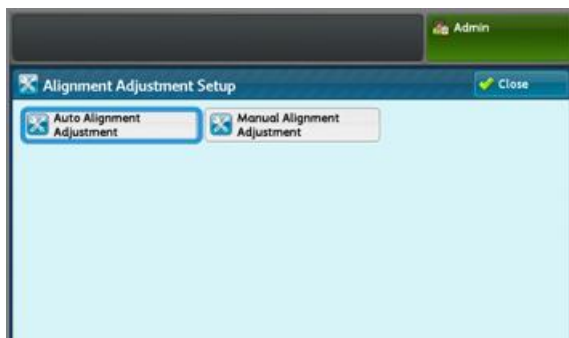 Admin
Alignment Adjustment Setup
Close
Auto Alignment
Adjustment
Manual Alignment
Adjustment